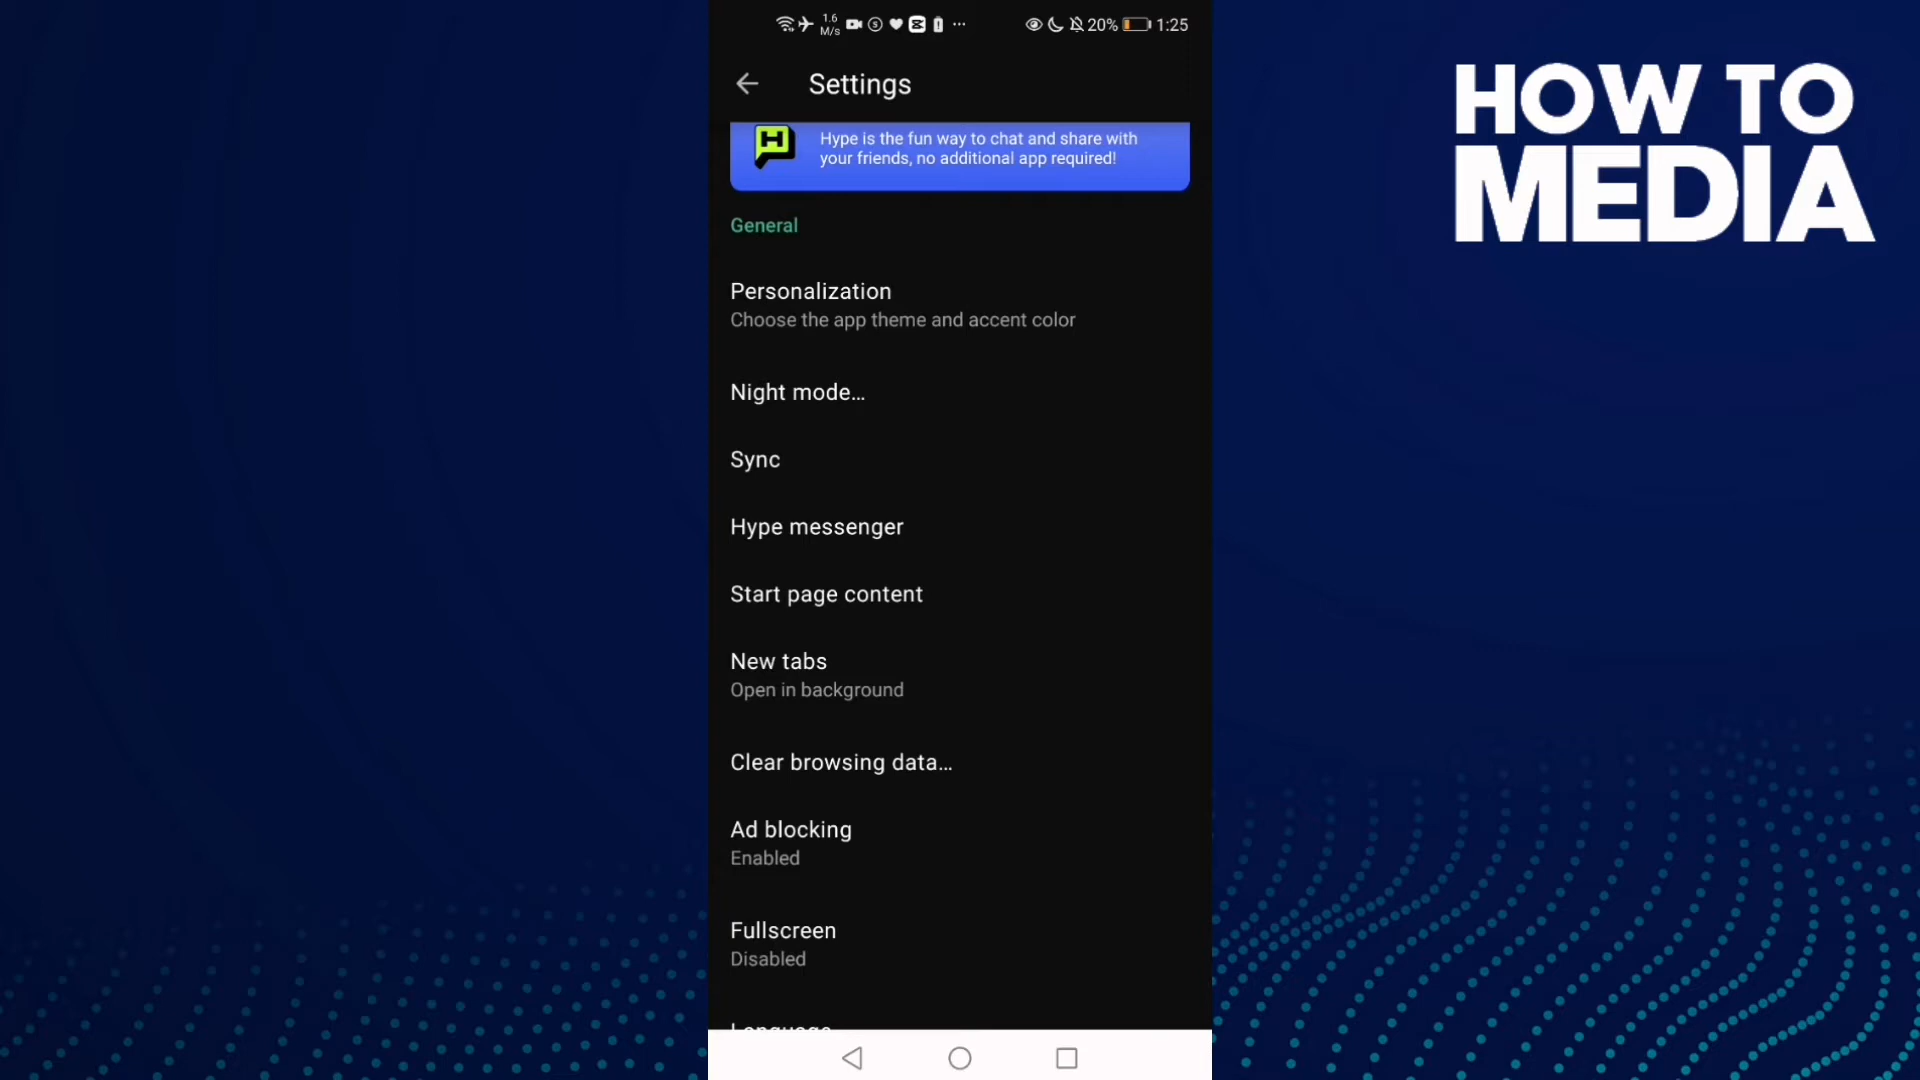 1.6
M/s
20%
1:25
Settings
Hype is the fun way to chat and share with
your friends, no additional app required!
General
Personalization
Choose the app theme and accent color
Night mode...
Sync
Hype messenger
Start page content
New tabs
Open in background
Clear browsing data...
Ad blocking
Enabled
Fullscreen
Disabled
Language
HOW TO
MEDIA